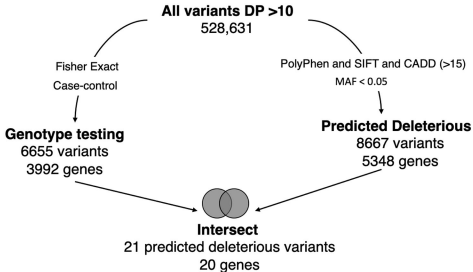 All variants DP >10
528,631
Fisher Exact
Case-control
PolyPhen and SIFT and CADD (>15)
MAF < 0.05
Genotype testing
6655 variants
3992 genes
Predicted Deleterious
8667 variants
5348 genes
Intersect
21 predicted deleterious variants
20 genes